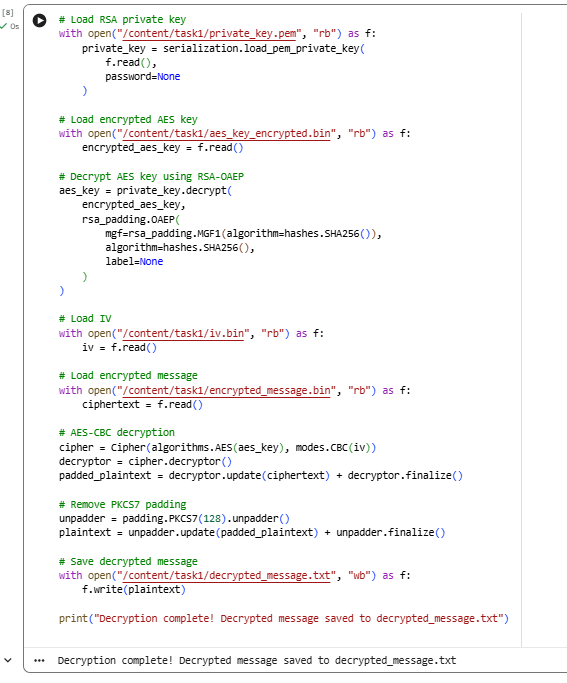 [8]
0s
# Load RSA private key
with open("/content/task1/private_key.pem", "rb") as f:
    private_key = serialization.load_pem_private_key(
        f.read(),
        password=None
    )

# Load encrypted AES key
with open("/content/task1/aes_key_encrypted.bin", "rb") as f:
    encrypted_aes_key = f.read()

# Decrypt AES key using RSA-OAEP
aes_key = private_key.decrypt(
    encrypted_aes_key,
    rsa_padding.OAEP(
        mgf=rsa_padding.MGF1(algorithm=hashes.SHA256()),
        algorithm=hashes.SHA256(),
        label=None
    )
)

# Load IV
with open("/content/task1/iv.bin", "rb") as f:
    iv = f.read()

# Load encrypted message
with open("/content/task1/encrypted_message.bin", "rb") as f:
    ciphertext = f.read()

# AES-CBC decryption
cipher = Cipher(algorithms.AES(aes_key), modes.CBC(iv))
decryptor = cipher.decryptor()
padded_plaintext = decryptor.update(ciphertext) + decryptor.finalize()

# Remove PKCS7 padding
unpadder = padding.PKCS7(128).unpadder()
plaintext = unpadder.update(padded_plaintext) + unpadder.finalize()

# Save decrypted message
with open("/content/task1/decrypted_message.txt", "wb") as f:
    f.write(plaintext)

print("Decryption complete! Decrypted message saved to decrypted_message.txt")
Decryption complete! Decrypted message saved to decrypted_message.txt